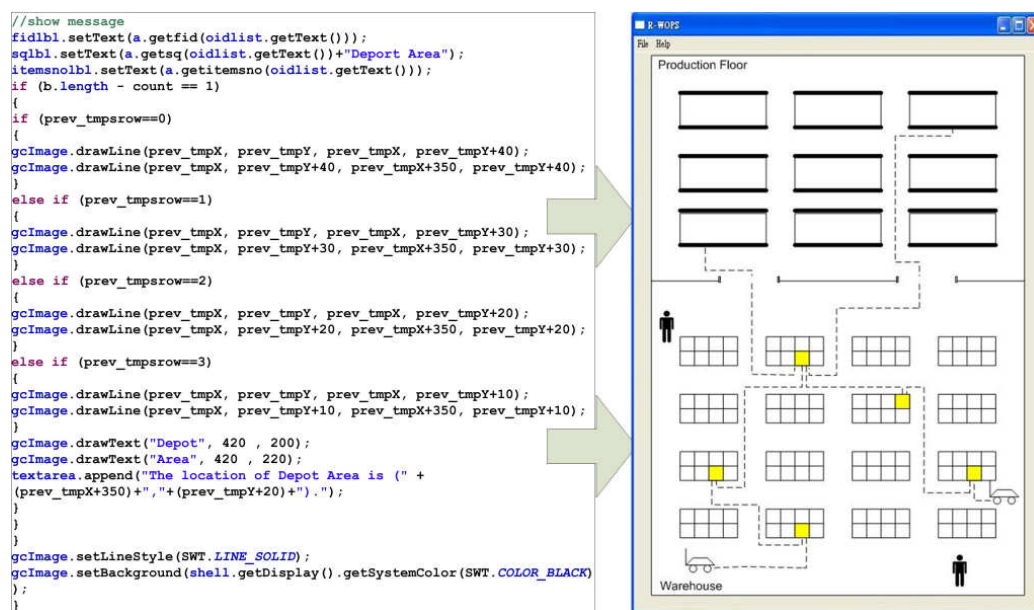 //show message
fidlbl.setText(a.getfid(oidlist.getText()));
sqlbl.setText(a.getsq(oidlist.getText())+"Deport Area");
itemsnolbl.setText(a.getitemsno(oidlist.getText()));
if (b.length - count == 1)
{
if (prev_tmpsrow==0)
{
gcImage.drawLine(prev_tmpX, prev_tmpY, prev_tmpX, prev_tmpY+40);
gcImage.drawLine(prev_tmpX, prev_tmpY+40, prev_tmpX+350, prev_tmpY+40);
}
else if (prev_tmpsrow==1)
{
gcImage.drawLine(prev_tmpX, prev_tmpY, prev_tmpX, prev_tmpY+30);
gcImage.drawLine(prev_tmpX, prev_tmpY+30, prev_tmpX+350, prev_tmpY+30);
}
else if (prev_tmpsrow==2)
{
gcImage.drawLine(prev_tmpX, prev_tmpY, prev_tmpX, prev_tmpY+20);
gcImage.drawLine(prev_tmpX, prev_tmpY+20, prev_tmpX+350, prev_tmpY+20);
}
else if (prev_tmpsrow==3)
{
gcImage.drawLine(prev_tmpX, prev_tmpY, prev_tmpX, prev_tmpY+10);
gcImage.drawLine(prev_tmpX, prev_tmpY+10, prev_tmpX+350, prev_tmpY+10);
}
gcImage.drawText("Depot", 420 , 200);
gcImage.drawText("Area", 420 , 220);
textarea.append("The location of Depot Area is (" +
(prev_tmpX+350)+","+(prev_tmpY+20)+").");
}
}
}
gcImage.setLineStyle(SWT.LINE_SOLID);
gcImage.setBackground(shell.getDisplay().getSystemColor(SWT.COLOR_BLACK)
);
}
R-WOPS
File Help
Production Floor
Warehouse